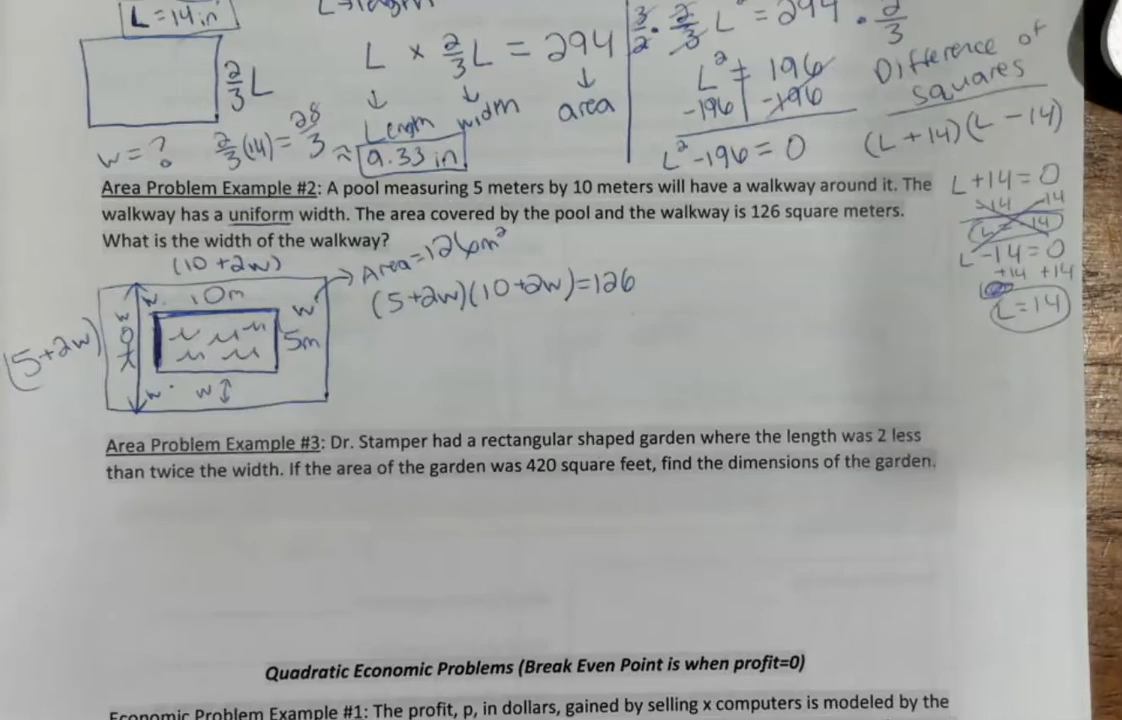 L = 14 in
L → length
2/3 L
w = ?
2/3 (14) = 28/3 ≈ 9.33 in
L × 2/3 L = 294
Length width area
3/2 · 2/3 L² = 294 · 2/3
L² = 196
-196 -196
L² - 196 = 0
Difference of
squares
(L + 14)(L - 14)
L + 14 = 0
-14 -14
L = -14
L - 14 = 0
+14 +14
L = 14
Area Problem Example #2: A pool measuring 5 meters by 10 meters will have a walkway around it. The
walkway has a uniform width. The area covered by the pool and the walkway is 126 square meters.
What is the width of the walkway?
(10 + 2w)
→ Area = 126m²
(5 + 2w)(10 + 2w) = 126
w 10m w
(5 + 2w)
5m
w w
Area Problem Example #3: Dr. Stamper had a rectangular shaped garden where the length was 2 less
than twice the width. If the area of the garden was 420 square feet, find the dimensions of the garden.
Quadratic Economic Problems (Break Even Point is when profit=0)
Economic Problem Example #1: The profit, p, in dollars, gained by selling x computers is modeled by the